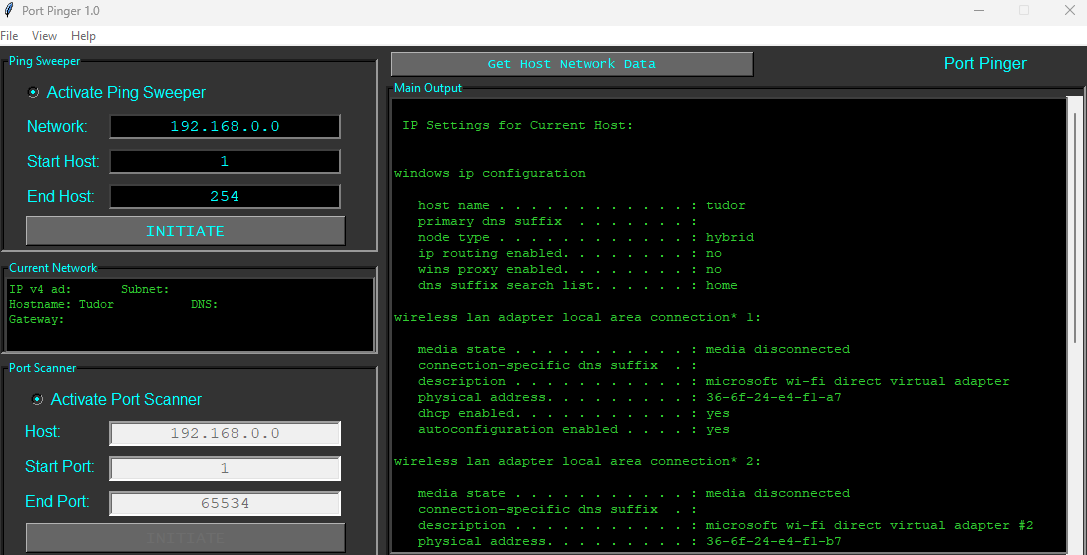 Port Pinger 1.0
File View Help
Ping Sweeper
Activate Ping Sweeper
Network: 192.168.0.0
Start Host: 1
End Host: 254
INITIATE
Current Network
IP v4 ad: Subnet:
Hostname: Tudor DNS:
Gateway:
Port Scanner
Activate Port Scanner
Host: 192.168.0.0
Start Port: 1
End Port: 65534
INITIATE
Get Host Network Data
Port Pinger
Main Output
IP Settings for Current Host:
windows ip configuration
host name . . . . . . . . . . . . : tudor
primary dns suffix . . . . . . . :
node type . . . . . . . . . . . . : hybrid
ip routing enabled. . . . . . . . : no
wins proxy enabled. . . . . . . . : no
dns suffix search list. . . . . . : home
wireless lan adapter local area connection* 1:
media state . . . . . . . . . . . : media disconnected
connection-specific dns suffix . :
description . . . . . . . . . . . : microsoft wi-fi direct virtual adapter
physical address. . . . . . . . . : 36-6f-24-e4-f1-a7
dhcp enabled. . . . . . . . . . . : yes
autoconfiguration enabled . . . . : yes
wireless lan adapter local area connection* 2:
media state . . . . . . . . . . . : media disconnected
connection-specific dns suffix . :
description . . . . . . . . . . . : microsoft wi-fi direct virtual adapter #2
physical address. . . . . . . . . : 36-6f-24-e4-f1-b7